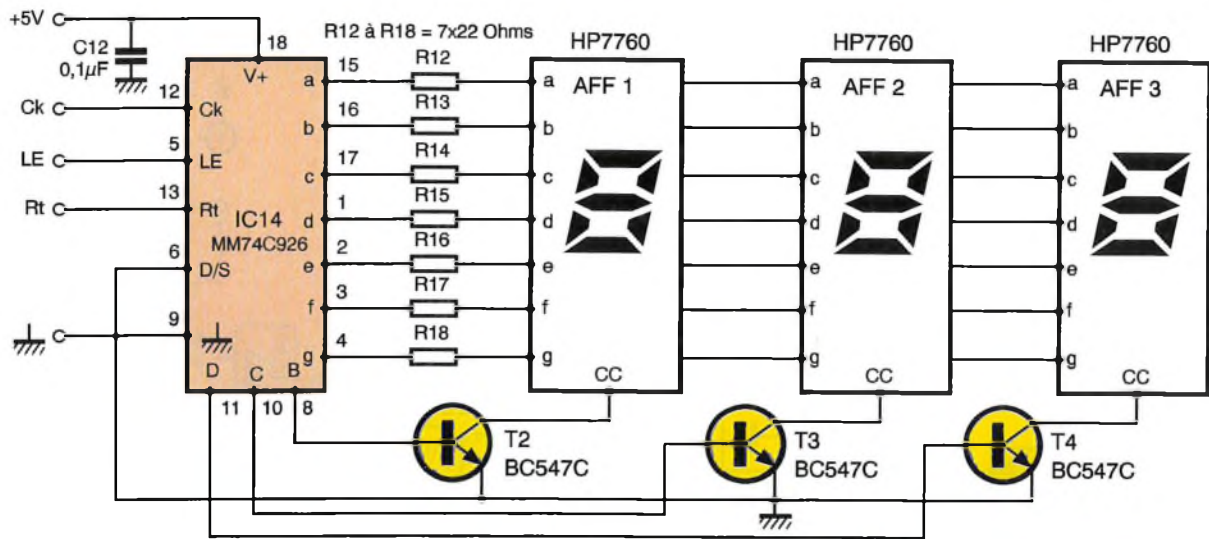 +5V
C12
0,1µF
18
V+
R12 à R18 = 7x22 Ohms
HP7760
HP7760
HP7760
AFF 1
AFF 2
AFF 3
Ck
12
Ck
LE
5
LE
Rt
13
Rt
6
D/S
9
IC14
MM74C926
a
15
R12
a
a
a
b
16
R13
b
b
b
c
17
R14
c
c
c
d
1
R15
d
d
d
e
2
R16
e
e
e
f
3
R17
f
f
f
g
4
R18
g
g
g
CC
CC
CC
D
C
B
11
10
8
T2
BC547C
T3
BC547C
T4
BC547C